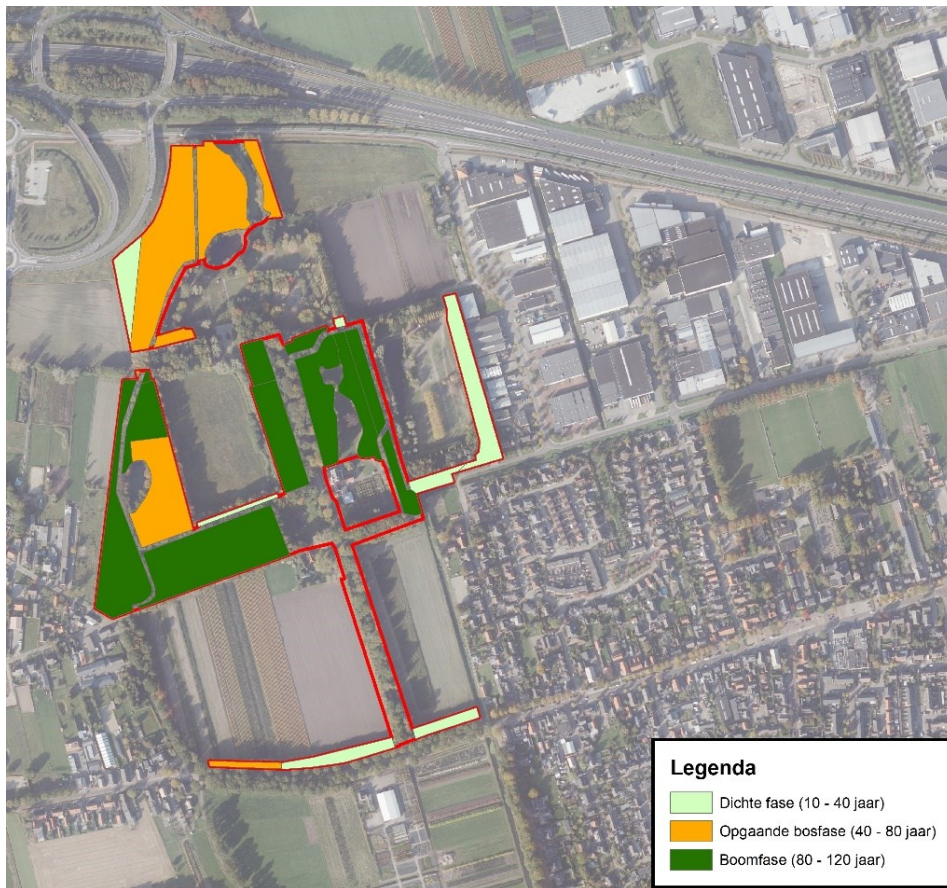 Legenda
Dichte fase (10 - 40 jaar)
Opgaande bosfase (40 - 80 jaar)
Boomfase (80 - 120 jaar)